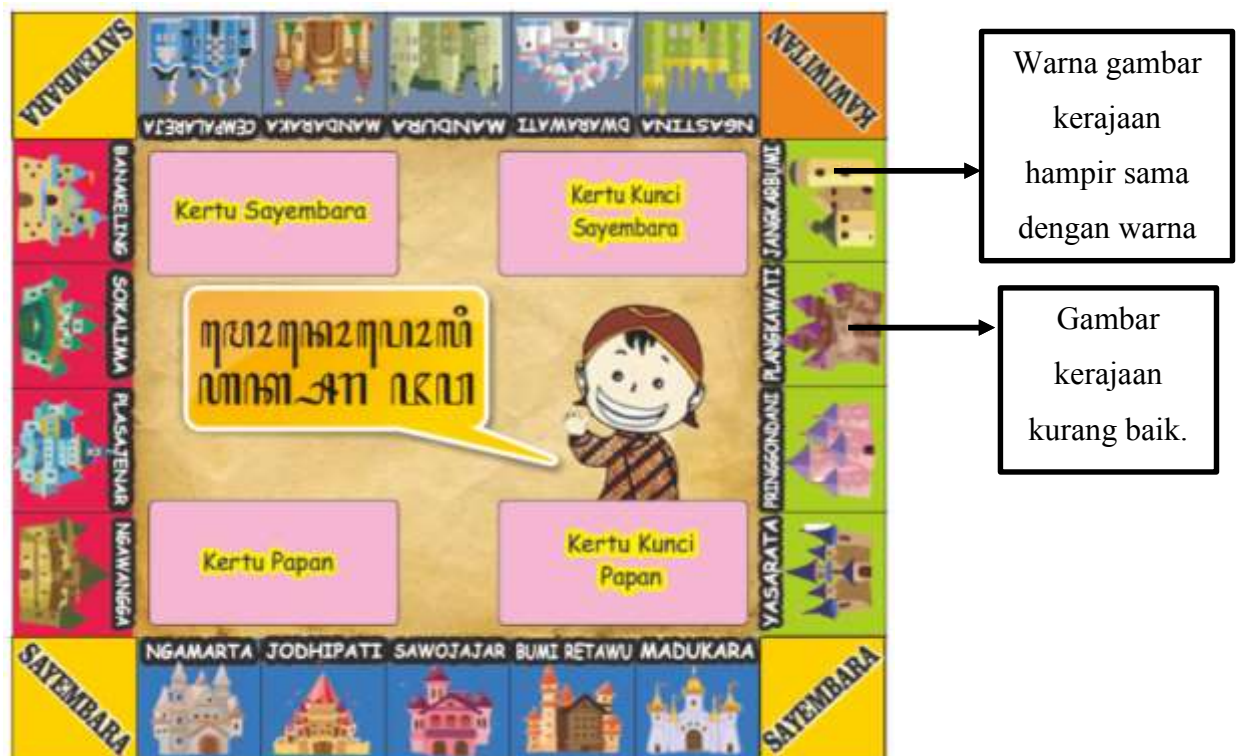 SAYEMBARA
CEMPALAREJA
MANDARAKA
MANDURA
DWARAWATI
NGASTINA
KAWIWITAN
BANAKELING
SOKALIMA
PLASAJENAR
NGAWANGGA
Kertu Sayembara
Kertu Kunci
Sayembara
ꦩꦺꦴꦤꦺꦴꦥꦺꦴꦭꦶ
Kertu Papan
Kertu Kunci
Papan
JANGKARBUMI
PLANGKAWATI
PRINGGONDANI
YASARATA
SAYEMBARA
NGAMARTA
JODHIPATI
SAWOJAJAR
BUMI RETAWU
MADUKARA
SAYEMBARA
Warna gambar
kerajaan
hampir sama
dengan warna
Gambar
kerajaan
kurang baik.